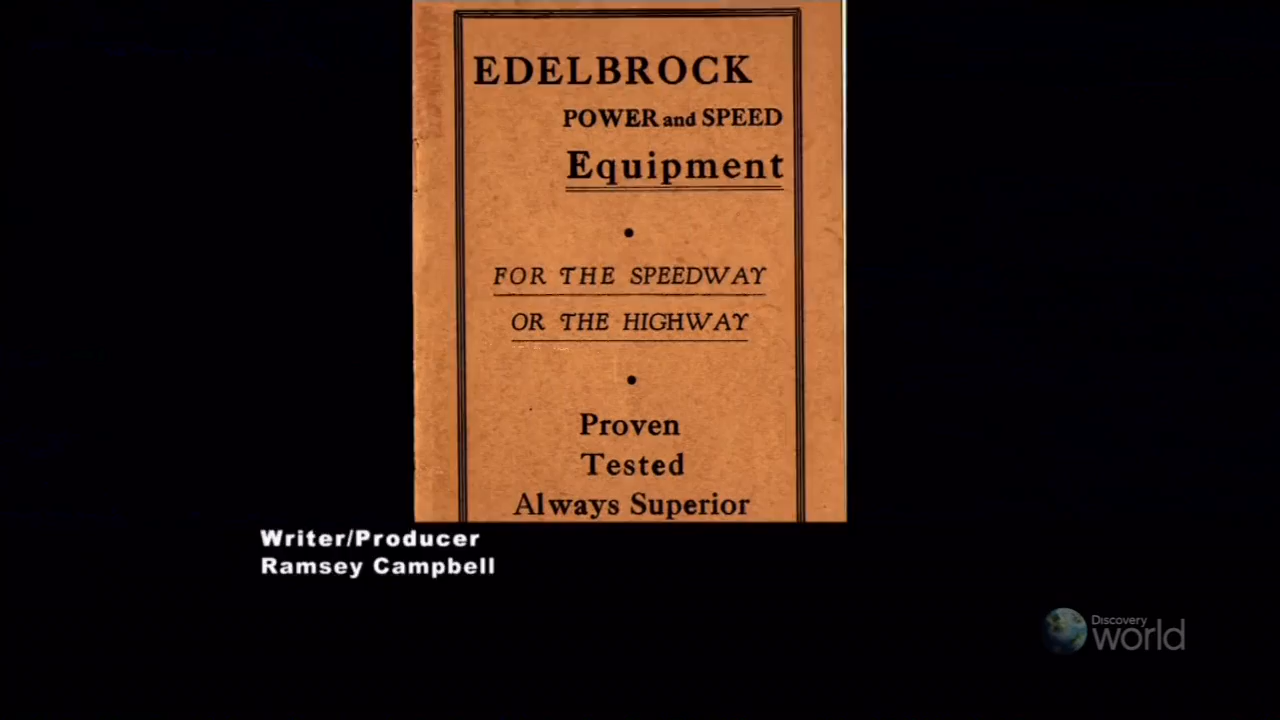 EDELBROCK
POWER and SPEED
Equipment
FOR THE SPEEDWAY
OR THE HIGHWAY
Proven
Tested
Always Superior
Writer/Producer
Ramsey Campbell
Discovery
world